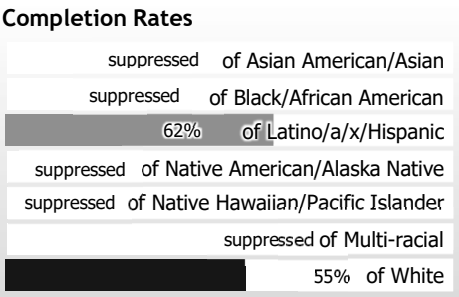 Completion Rates
suppressed of Asian American/Asian
suppressed of Black/African American
62% of Latino/a/x/Hispanic
suppressed of Native American/Alaska Native
suppressed of Native Hawaiian/Pacific Islander
suppressed of Multi-racial
55% of White